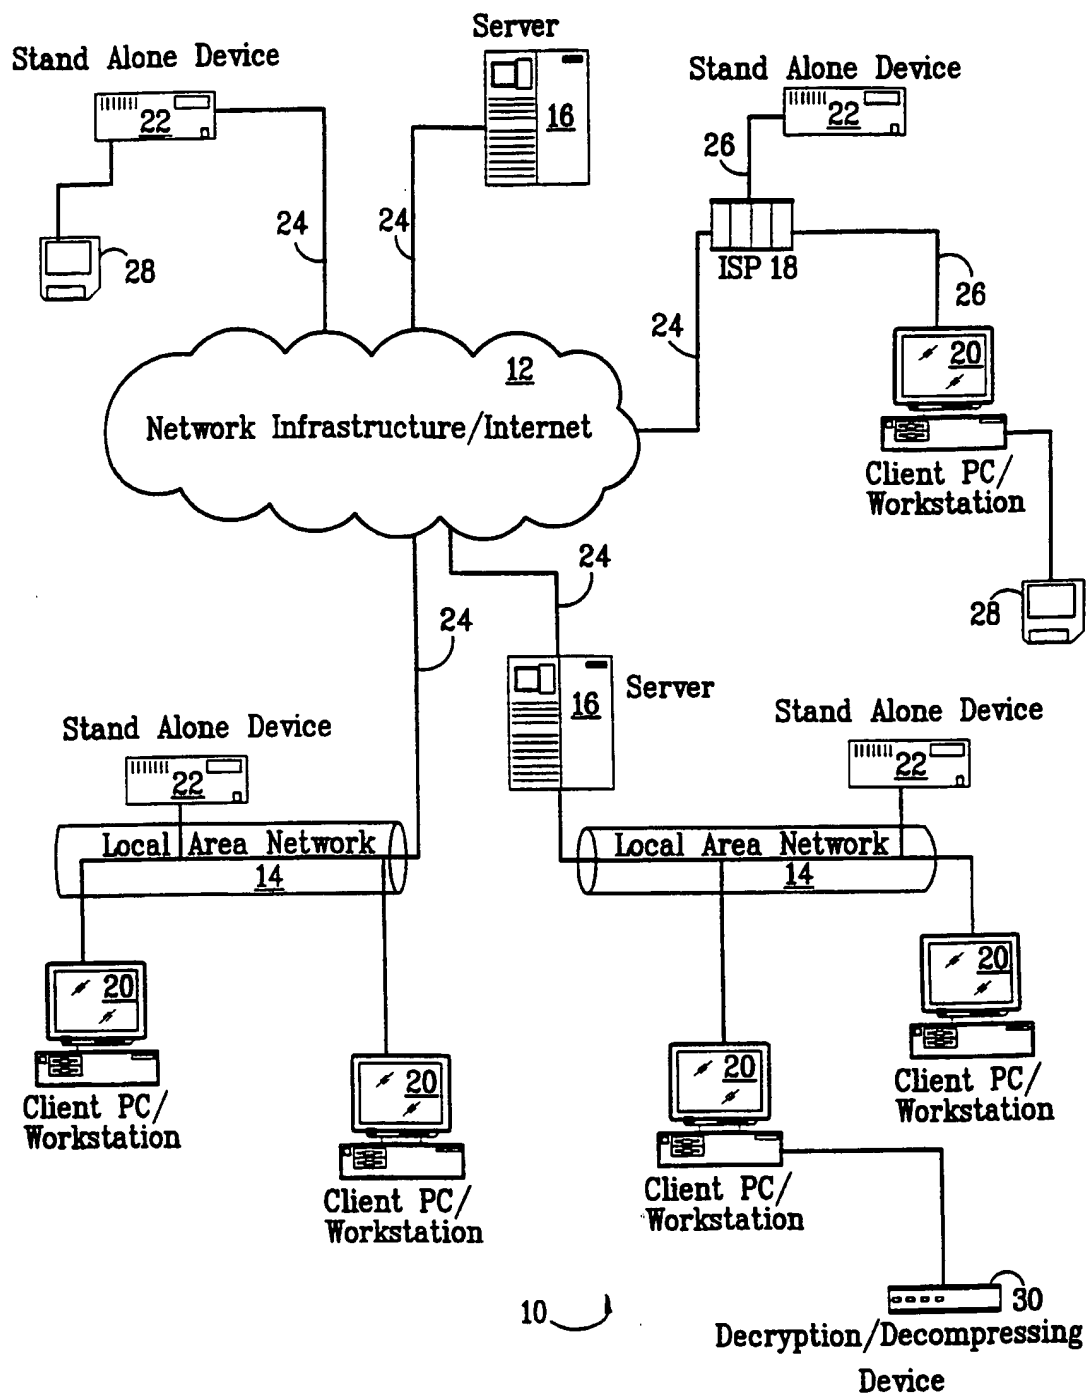 Server
Stand Alone Device
Stand Alone Device
22
16
22
26
24
24
28
ISP 18
26
24
12
20
Network Infrastructure/Internet
Client PC/
Workstation
24
28
24
16
Server
Stand Alone Device
Stand Alone Device
22
22
Local Area Network
14
Local Area Network
14
20
20
20
20
Client PC/
Workstation
Client PC/
Workstation
Client PC/
Workstation
Client PC/
Workstation
10
30
Decryption/Decompressing
Device